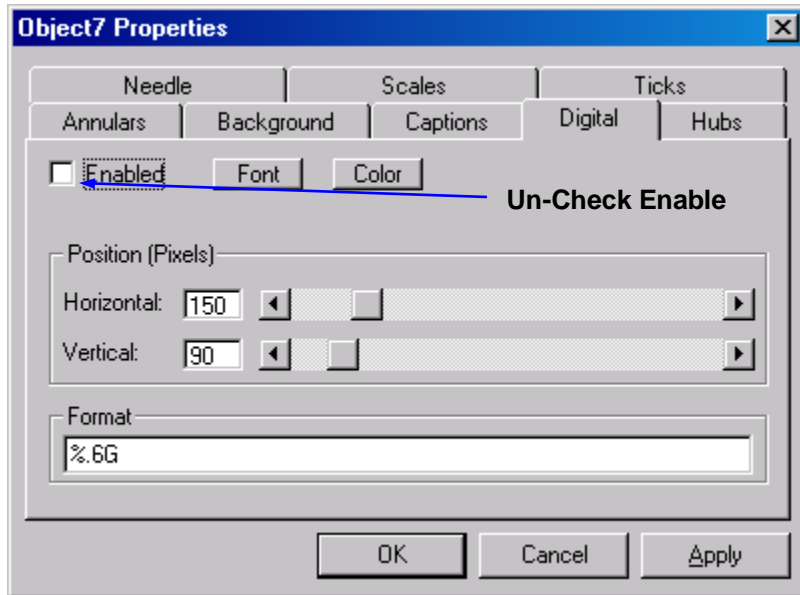 Object7 Properties
Needle Scales Ticks
Annulars Background Captions Digital Hubs
Enabled Font Color
Un-Check Enable
Position (Pixels)
Horizontal: 150
Vertical: 90
Format
%.6G
OK Cancel Apply